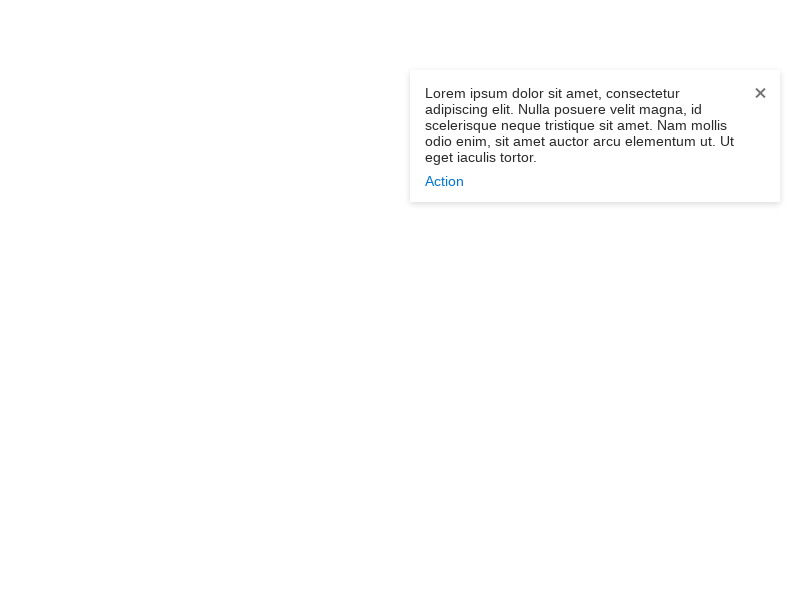 Lorem ipsum dolor sit amet, consectetur
adipiscing elit. Nulla posuere velit magna, id
scelerisque neque tristique sit amet. Nam mollis
odio enim, sit amet auctor arcu elementum ut. Ut
eget iaculis tortor.
Action